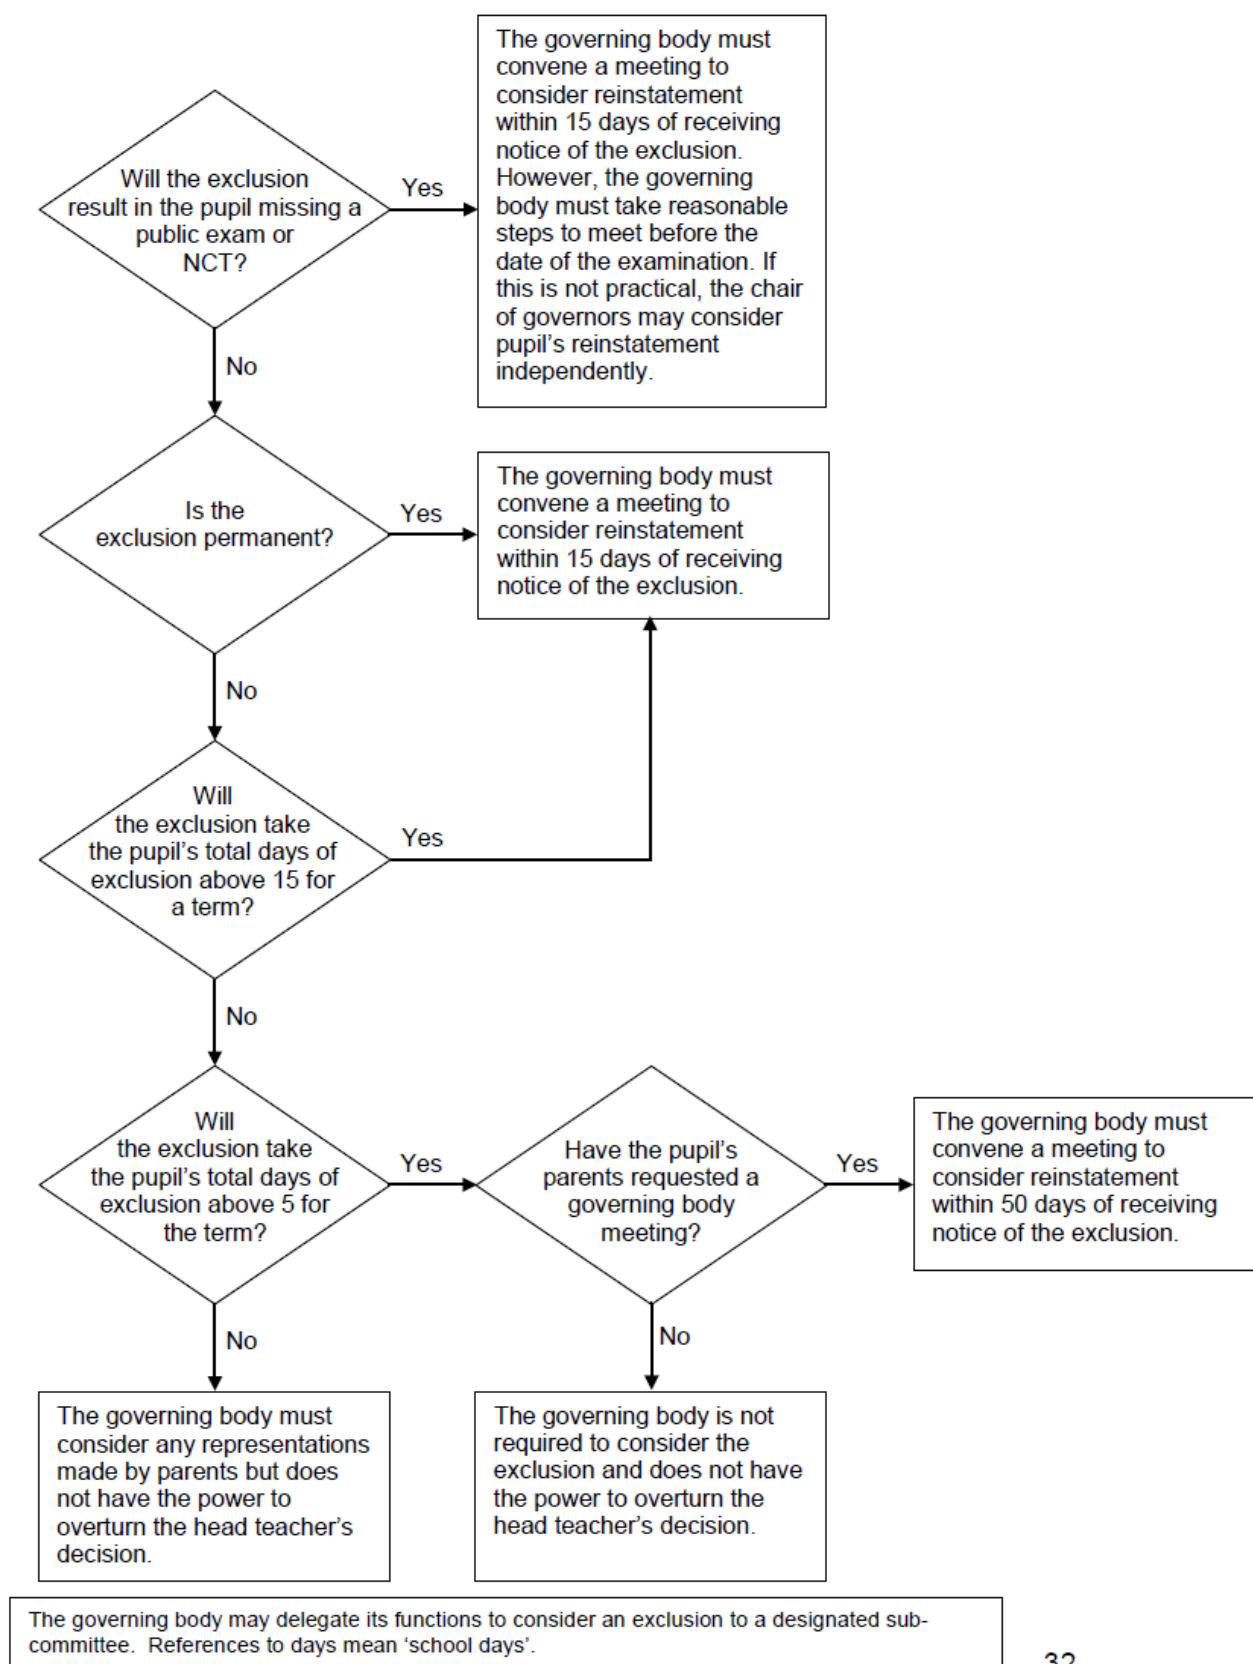 The governing body must
convene a meeting to
consider reinstatement
within 15 days of receiving
notice of the exclusion.
However, the governing
body must take reasonable
steps to meet before the
date of the examination. If
this is not practical, the chair
of governors may consider
pupil's reinstatement
independently.
Will the exclusion
result in the pupil missing a
public exam or
NCT?
Yes
No
Is the
exclusion permanent?
Yes
The governing body must
convene a meeting to
consider reinstatement
within 15 days of receiving
notice of the exclusion.
No
Will
the exclusion take
the pupil's total days of
exclusion above 15 for
a term?
Yes
No
Will
the exclusion take
the pupil's total days of
exclusion above 5 for
the term?
Yes
Have the pupil's
parents requested a
governing body
meeting?
Yes
The governing body must
convene a meeting to
consider reinstatement
within 50 days of receiving
notice of the exclusion.
No
No
The governing body must
consider any representations
made by parents but does
not have the power to
overturn the head teacher's
decision.
The governing body is not
required to consider the
exclusion and does not have
the power to overturn the
head teacher's decision.
The governing body may delegate its functions to consider an exclusion to a designated sub-
committee. References to days mean 'school days'.
32